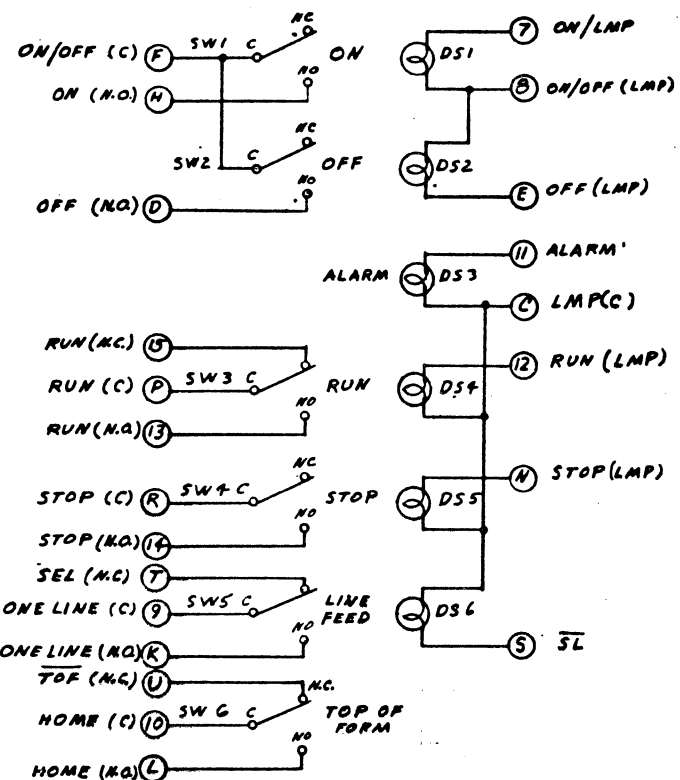 NC
ON/OFF (C) F SW1 C ON
NO
ON (N.O.) H
NC
SW2 C OFF
NO
OFF (N.O.) D
7 ON/LMP
DS1
8 ON/OFF (LMP)
DS2
E OFF (LMP)
11 ALARM
ALARM DS3
C LMP(C)
RUN (N.C.) 15
RUN (C) P SW3 C RUN
NO
RUN (N.O.) 13
12 RUN (LMP)
DS4
NC
STOP (C) R SW4 C STOP
NO
STOP (N.O.) 14
N STOP (LMP)
DS5
SEL (N.C) T
ONE LINE (C) 9 SW5 C LINE
FEED
NO
ONE LINE (N.O) K
DS6
S S̅L̅
T̅O̅F̅ (N.C.) U
N.C.
HOME (C) 10 SW 6 C TOP OF
FORM
NO
HOME (N.O) L